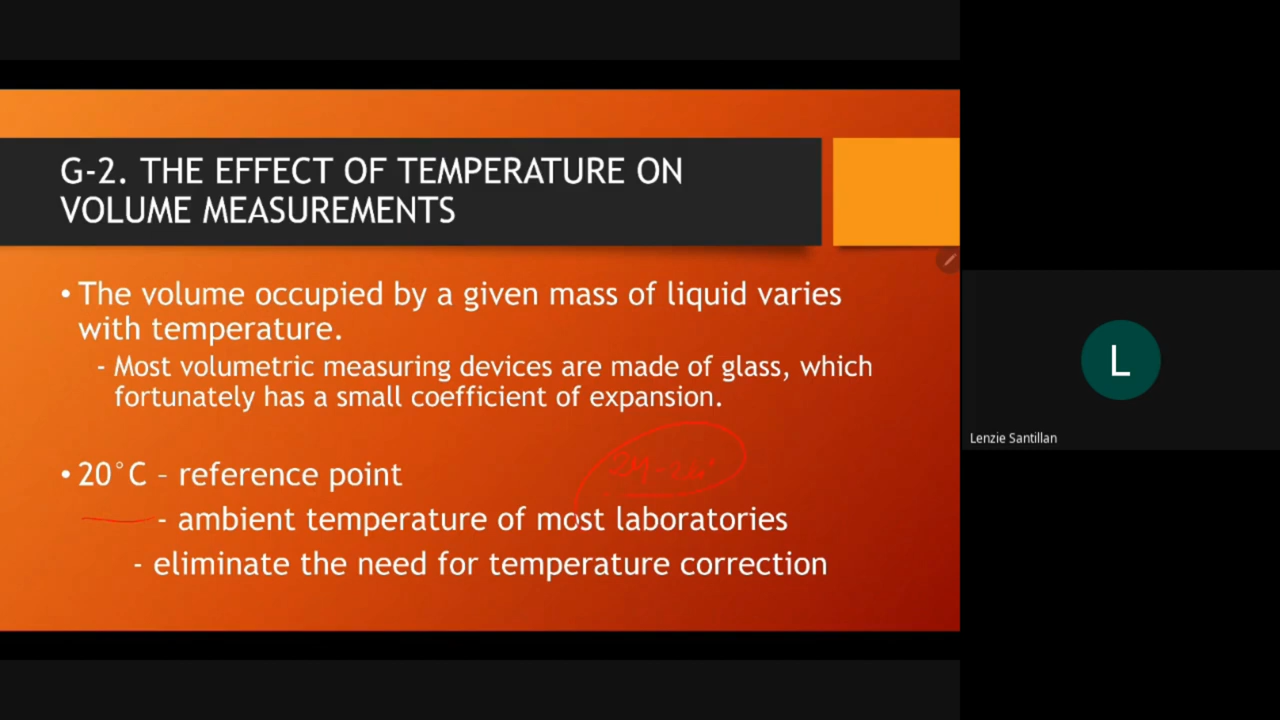 G-2. THE EFFECT OF TEMPERATURE ON
VOLUME MEASUREMENTS
• The volume occupied by a given mass of liquid varies
with temperature.
- Most volumetric measuring devices are made of glass, which
fortunately has a small coefficient of expansion.
• 20°C – reference point
- ambient temperature of most laboratories
- eliminate the need for temperature correction
L
Lenzie Santillan